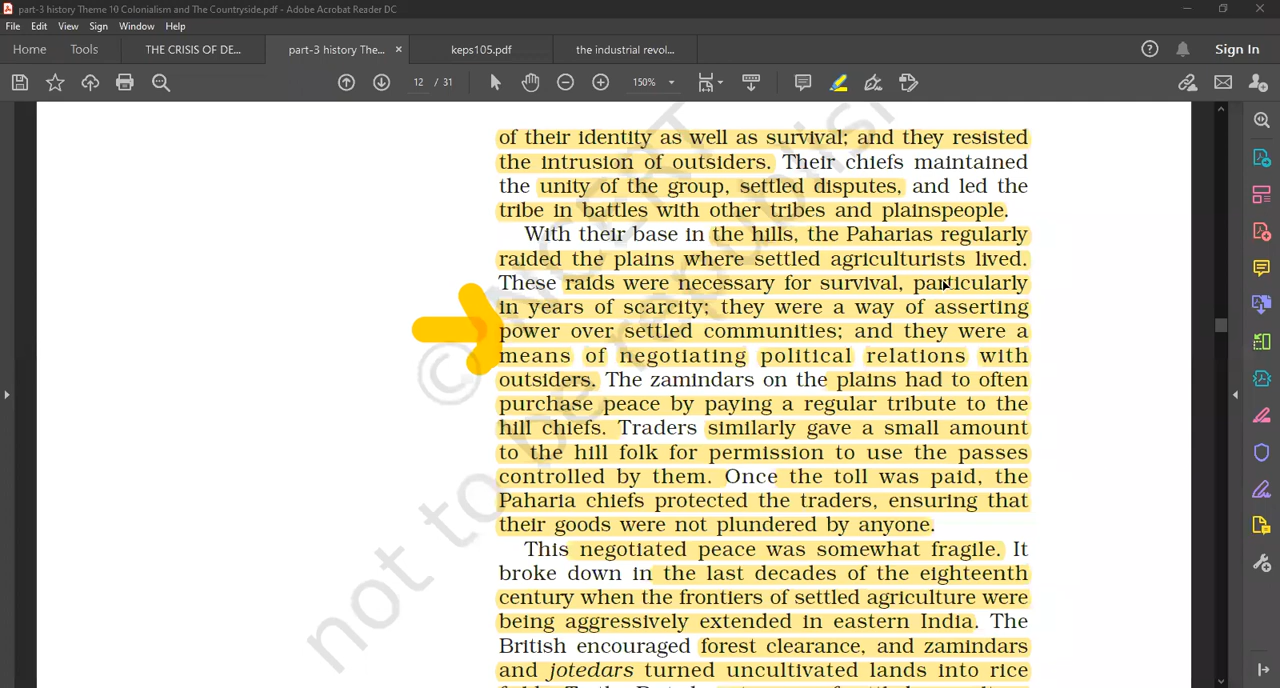 part-3 history Theme 10 Colonialism and The Countryside.pdf - Adobe Acrobat Reader DC
File Edit View Sign Window Help
Home Tools THE CRISIS OF DE... part-3 history The... × keps105.pdf the industrial revol... Sign In
12 / 31 150%
of their identity as well as survival; and they resisted
the intrusion of outsiders. Their chiefs maintained
the unity of the group, settled disputes, and led the
tribe in battles with other tribes and plainspeople.
With their base in the hills, the Paharias regularly
raided the plains where settled agriculturists lived.
These raids were necessary for survival, particularly
in years of scarcity; they were a way of asserting
power over settled communities; and they were a
means of negotiating political relations with
outsiders. The zamindars on the plains had to often
purchase peace by paying a regular tribute to the
hill chiefs. Traders similarly gave a small amount
to the hill folk for permission to use the passes
controlled by them. Once the toll was paid, the
Paharia chiefs protected the traders, ensuring that
their goods were not plundered by anyone.
This negotiated peace was somewhat fragile. It
broke down in the last decades of the eighteenth
century when the frontiers of settled agriculture were
being aggressively extended in eastern India. The
British encouraged forest clearance, and zamindars
and jotedars turned uncultivated lands into rice
© NCERT
not to be republis